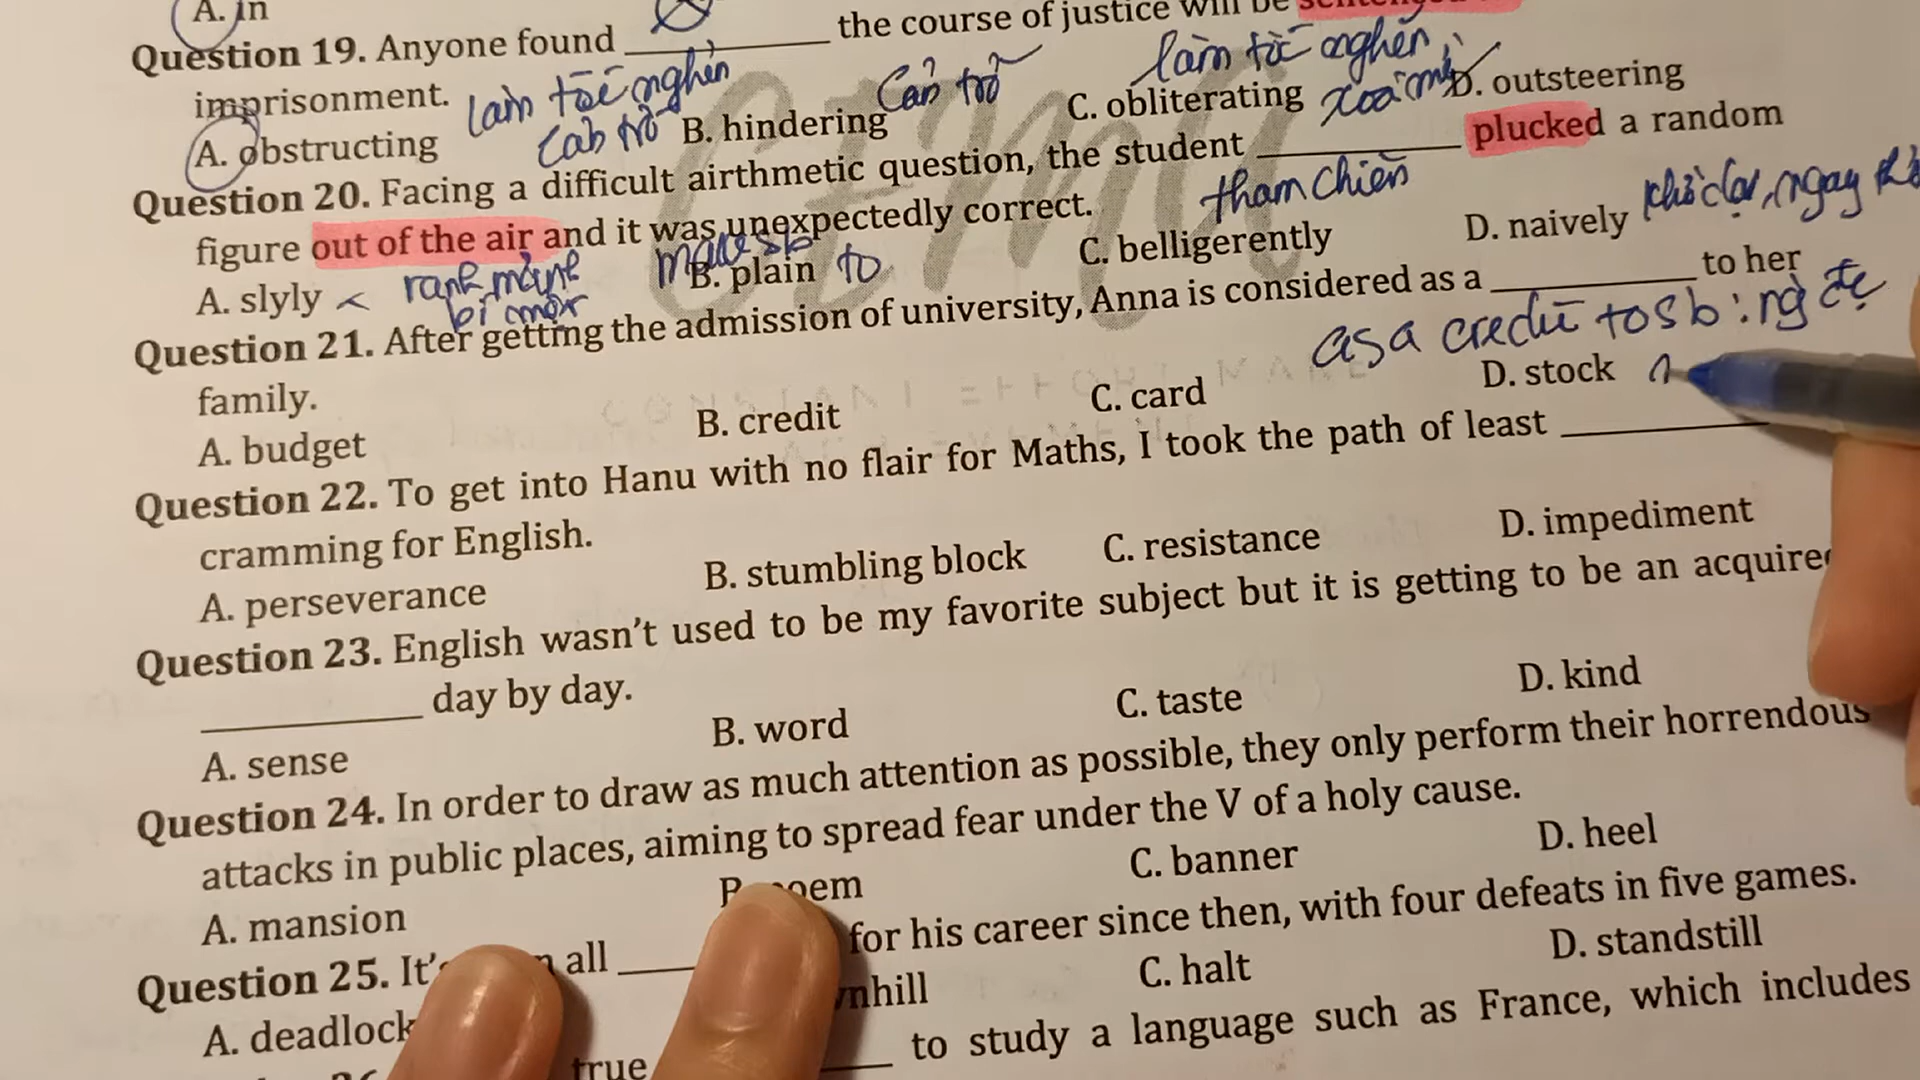 A. in
Question 19. Anyone found ________ the course of justice will be
imprisonment.
làm tắc nghẽn
cản trở
cản trở
làm tắc nghẽn,
xoá
A. obstructing B. hindering C. obliterating D. outsteering
Question 20. Facing a difficult airthmetic question, the student ________ plucked a random
figure out of the air and it was unexpectedly correct.
tham chiến
khờ dại, ngay
A. slyly B. plain C. belligerently D. naively
ranh mãnh
to
Question 21. After getting the admission of university, Anna is considered as a ________ to her
family.
as a credit to sb:
A. budget B. credit C. card D. stock
Question 22. To get into Hanu with no flair for Maths, I took the path of least ________
cramming for English.
A. perseverance B. stumbling block C. resistance D. impediment
Question 23. English wasn't used to be my favorite subject but it is getting to be an acquired
________ day by day.
A. sense B. word C. taste D. kind
Question 24. In order to draw as much attention as possible, they only perform their horrendous
attacks in public places, aiming to spread fear under the V of a holy cause.
A. mansion C. banner D. heel
Question 25. It's all ____ for his career since then, with four defeats in five games.
A. deadlock C. halt D. standstill
true ____ to study a language such as France, which includes